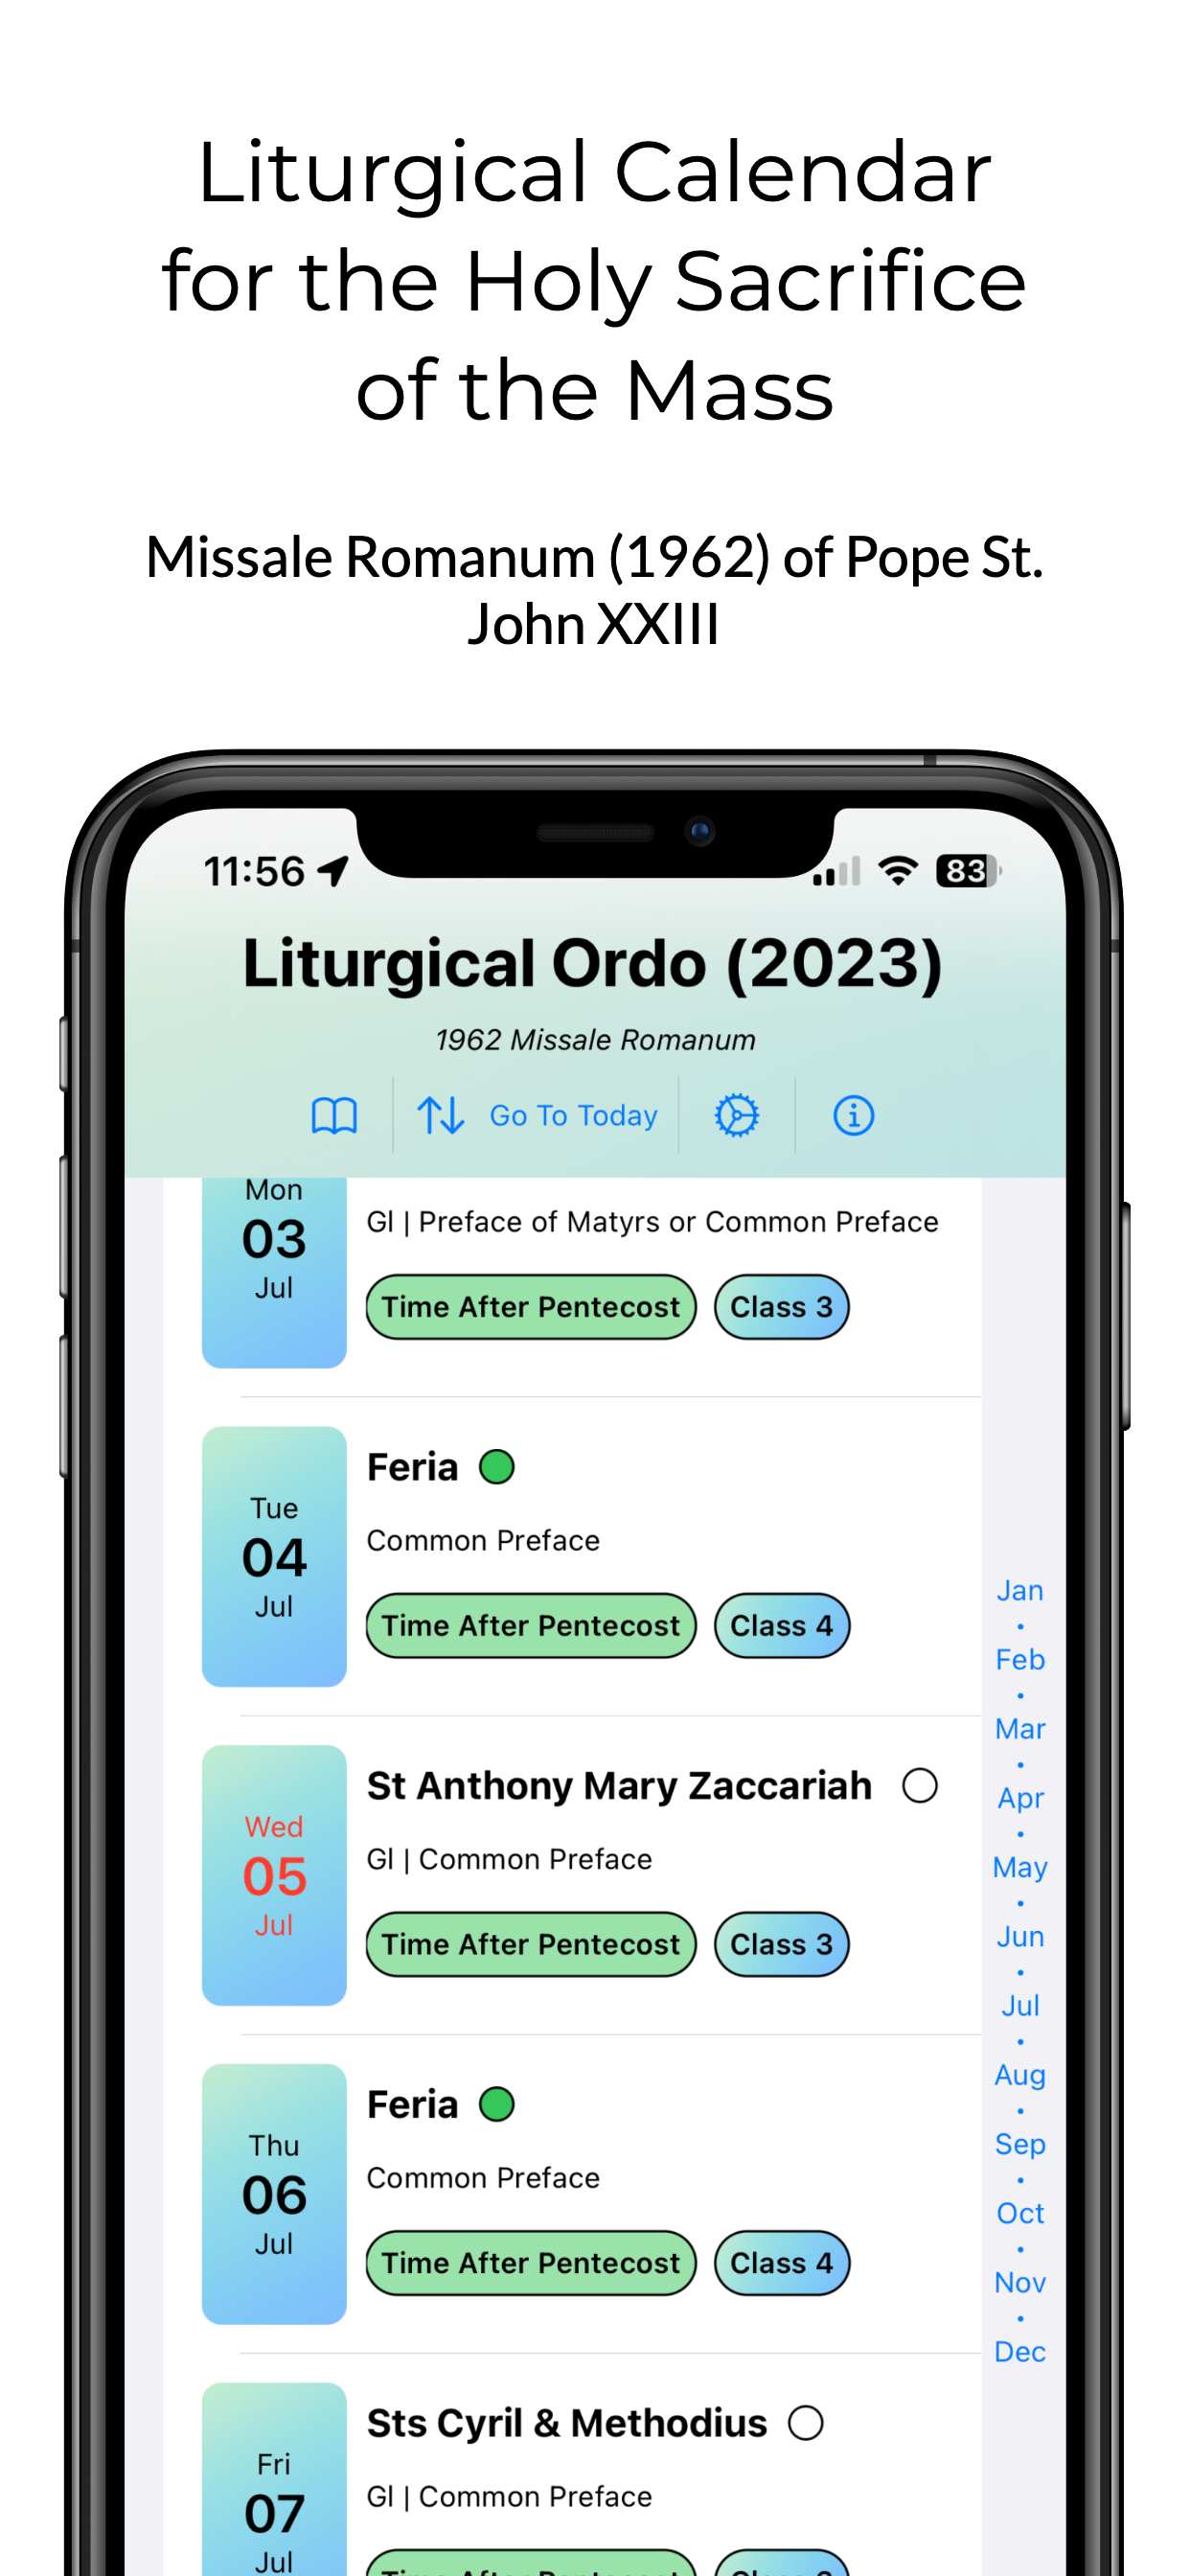 Liturgical Calendar
for the Holy Sacrifice
of the Mass
Missale Romanum (1962) of Pope St.
John XXIII
11:56
83
Liturgical Ordo (2023)
1962 Missale Romanum
Go To Today
Mon
03
Jul
Gl | Preface of Matyrs or Common Preface
Time After Pentecost
Class 3
Tue
04
Jul
Feria
Common Preface
Time After Pentecost
Class 4
Wed
05
Jul
St Anthony Mary Zaccariah
Gl | Common Preface
Time After Pentecost
Class 3
Thu
06
Jul
Feria
Common Preface
Time After Pentecost
Class 4
Fri
07
Jul
Sts Cyril & Methodius
Gl | Common Preface
Jan
Feb
Mar
Apr
May
Jun
Jul
Aug
Sep
Oct
Nov
Dec